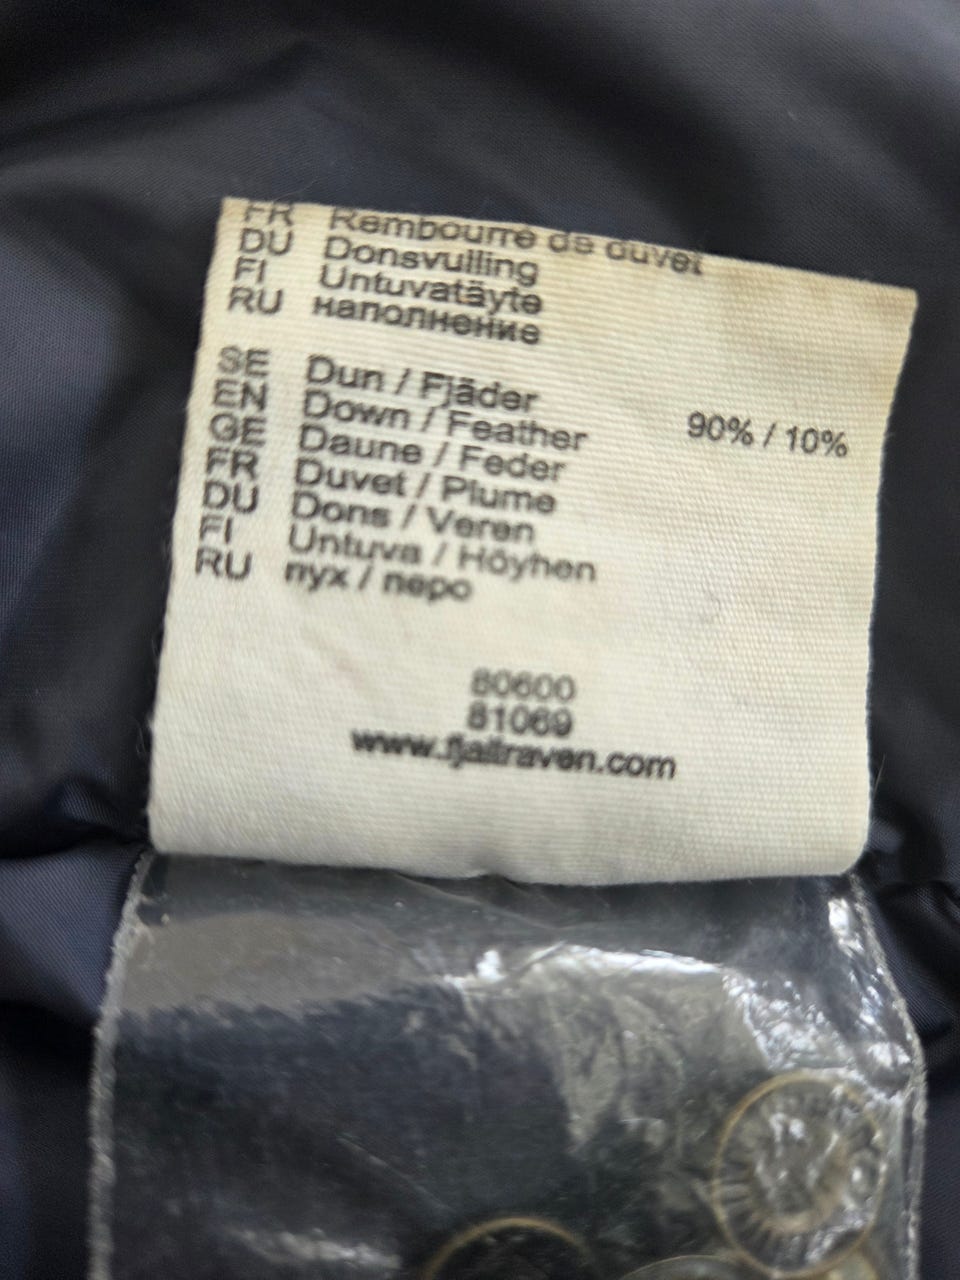 FR Rembourré de duvet
DU Donsvulling
FI Untuvatäyte
RU наполнение
SE Dun / Fjäder
EN Down / Feather 90% / 10%
GE Daune / Feder
FR Duvet / Plume
DU Dons / Veren
FI Untuva / Höyhen
RU пух / перо
80600
81069
www.fjallraven.com